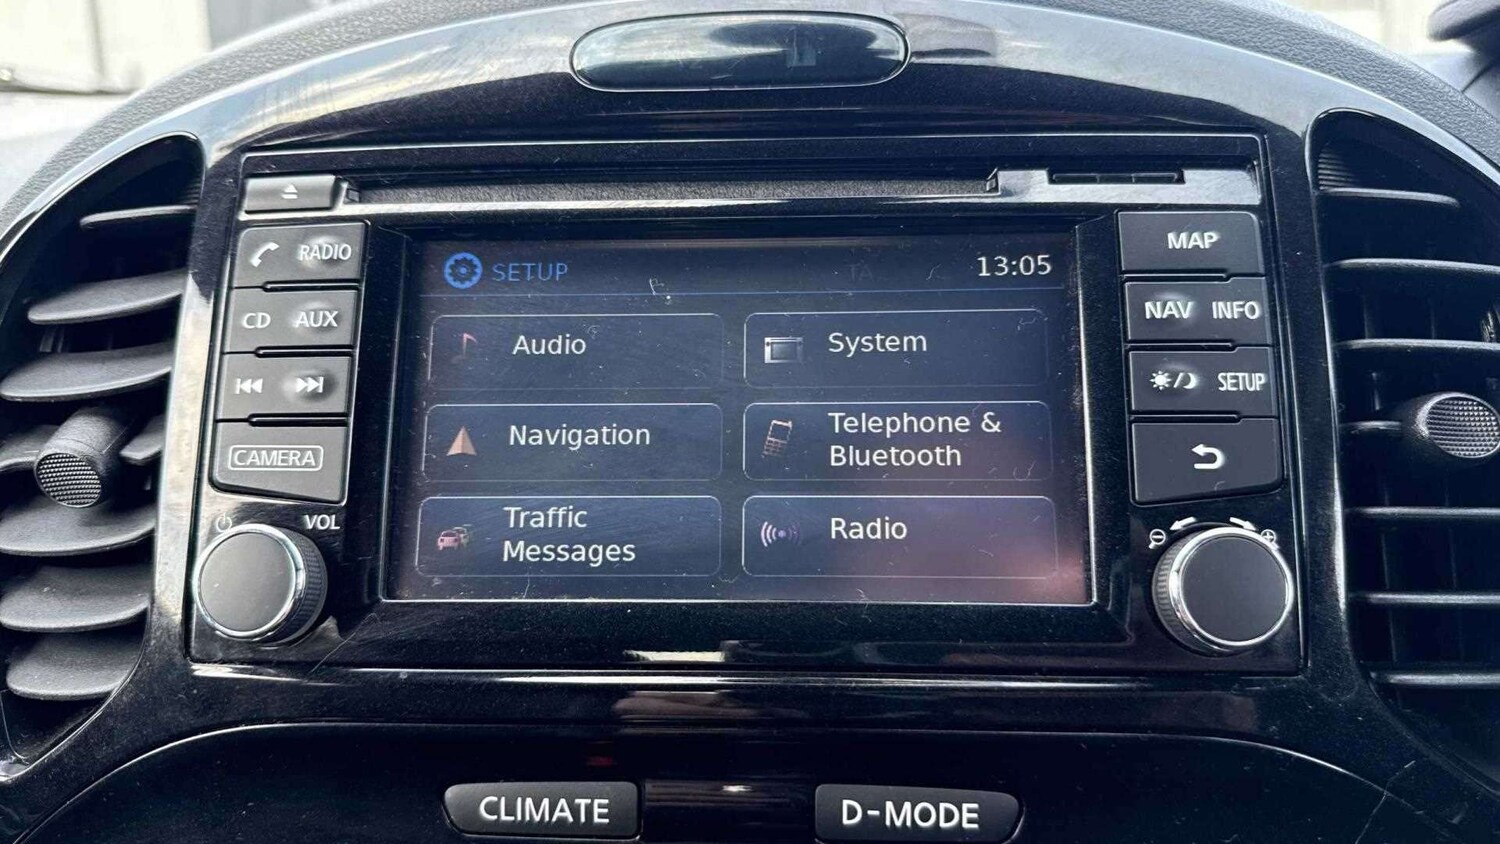 SETUP
13:05
Audio
System
Navigation
Telephone &
Bluetooth
Traffic
Messages
Radio
RADIO
CD AUX
CAMERA
VOL
MAP
NAV INFO
SETUP
CLIMATE
D-MODE